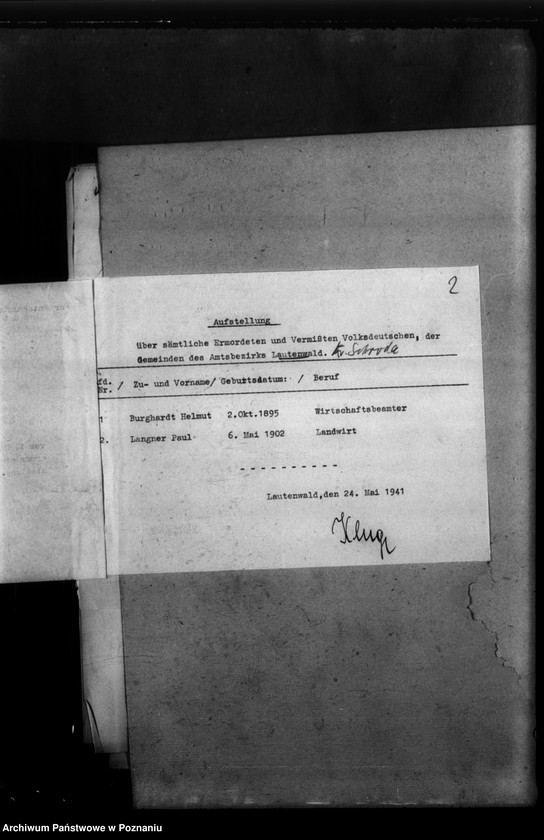 2
Aufstellung
über sämtliche Ermordeten und Vermißten Volksdeutschen, der
Gemeinden des Amtsbezirks Lautenwald. Kr. Schroda
fd. Nr. / Zu- und Vorname/ Geburtsdatum: / Beruf
1 Burghardt Helmut 2.Okt.1895 Wirtschaftsbeamter
2. Langner Paul 6. Mai 1902 Landwirt
- - - - - - - - - -
Lautenwald,den 24. Mai 1941
Klug
Archiwum Państwowe w Poznaniu